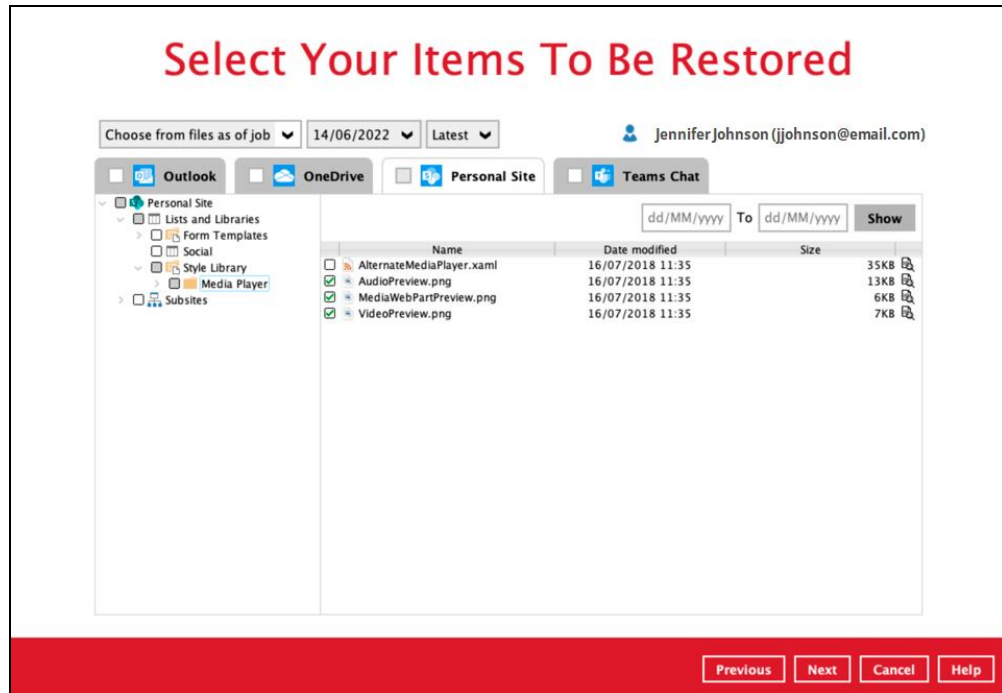 Select Your Items To Be Restored
Choose from files as of job 14/06/2022 Latest JenniferJohnson (jjohnson@email.com)
Outlook OneDrive Personal Site Teams Chat
Personal Site
Lists and Libraries
Form Templates
Social
Style Library
Media Player
Subsites
dd/MM/yyyy To dd/MM/yyyy Show
Name Date modified Size
AlternateMediaPlayer.xaml 16/07/2018 11:35 35KB
AudioPreview.png 16/07/2018 11:35 13KB
MediaWebPartPreview.png 16/07/2018 11:35 6KB
VideoPreview.png 16/07/2018 11:35 7KB
Previous Next Cancel Help